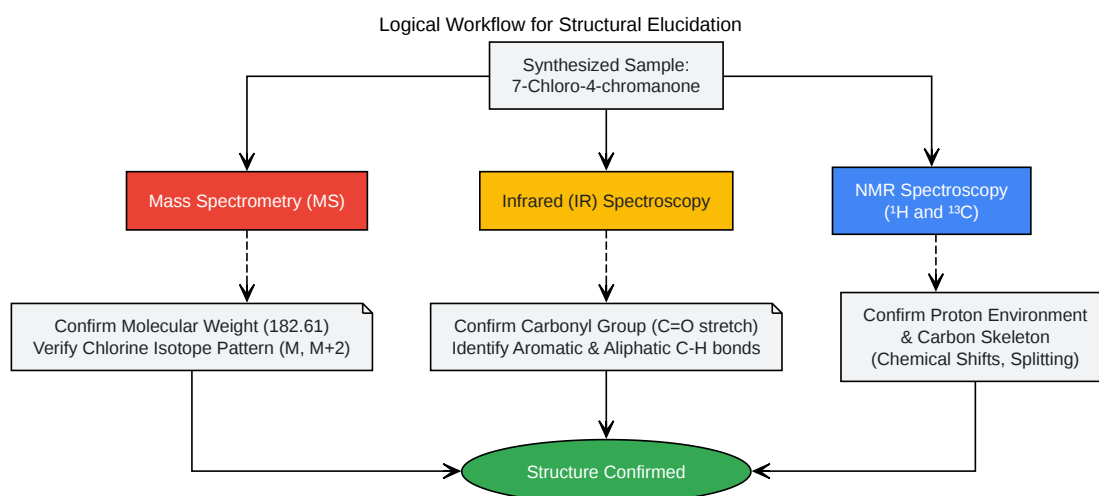 Logical Workflow for Structural Elucidation
Synthesized Sample:
7-Chloro-4-chromanone
Mass Spectrometry (MS)
Infrared (IR) Spectroscopy
NMR Spectroscopy
(¹H and ¹³C)
Confirm Molecular Weight (182.61)
Verify Chlorine Isotope Pattern (M, M+2)
Confirm Carbonyl Group (C=O stretch)
Identify Aromatic & Aliphatic C-H bonds
Confirm Proton Environment
& Carbon Skeleton
(Chemical Shifts, Splitting)
Structure Confirmed